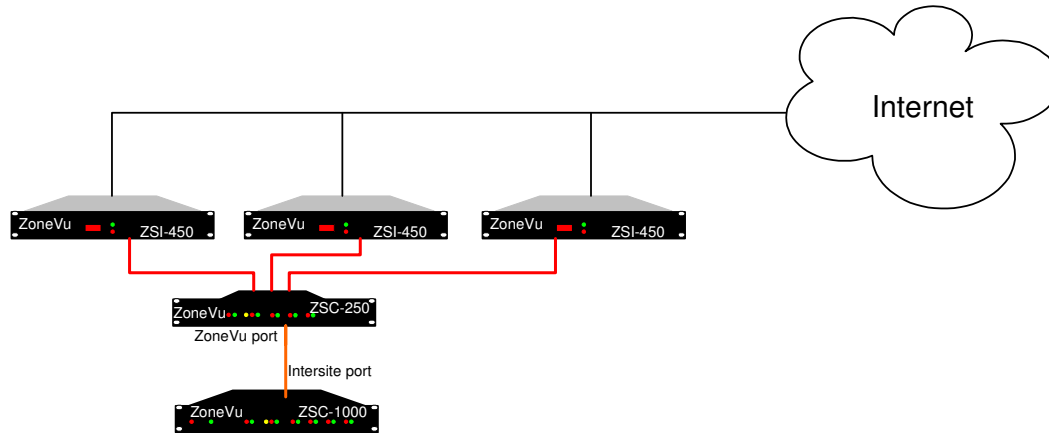 Internet
ZoneVu
ZSI-450
ZoneVu
ZSI-450
ZoneVu
ZSI-450
ZoneVu
ZSC-250
ZoneVu port
Intersite port
ZoneVu
ZSC-1000